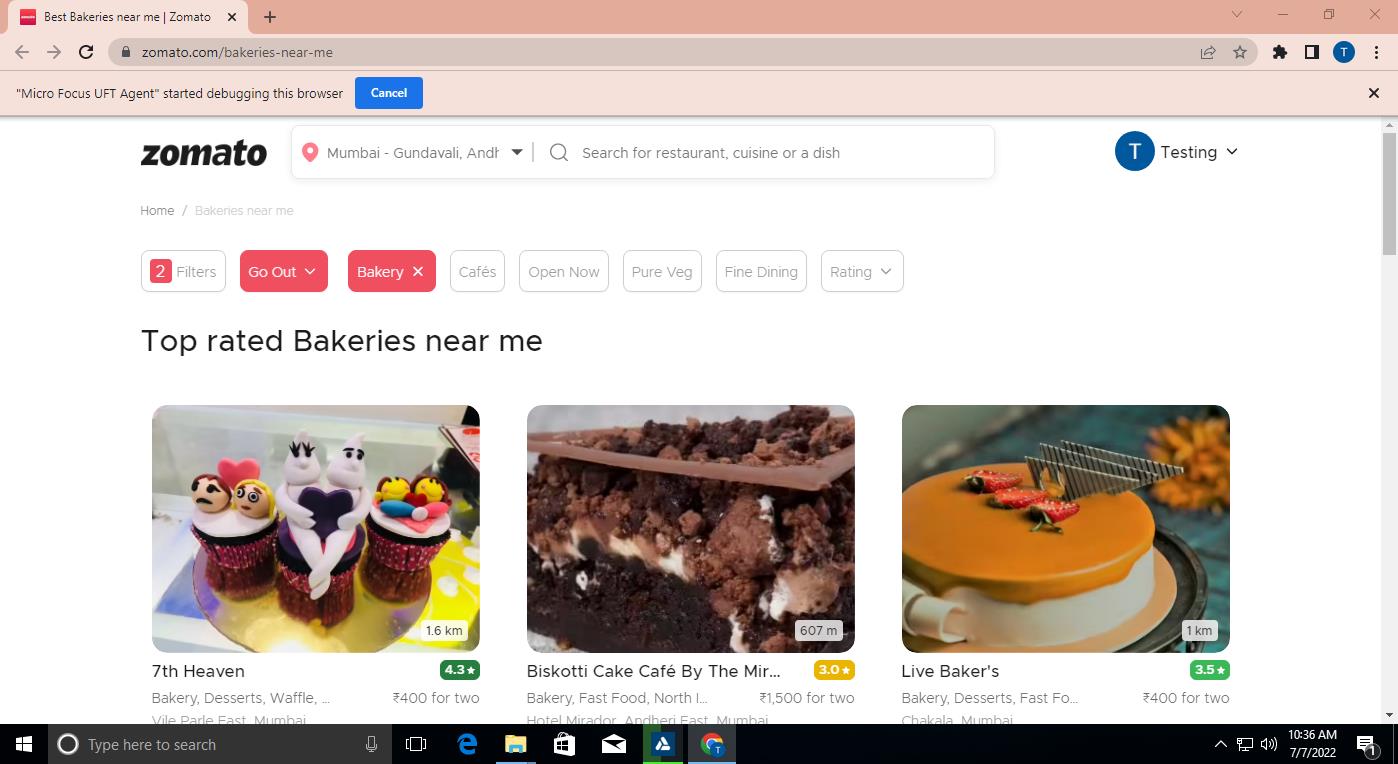 Best Bakeries near me | Zomato
zomato.com/bakeries-near-me
T
"Micro Focus UFT Agent" started debugging this browser
Cancel
zomato
Mumbai - Gundavali, Andh
Search for restaurant, cuisine or a dish
T
Testing
Home / Bakeries near me
2 Filters
Go Out
Bakery
Cafés
Open Now
Pure Veg
Fine Dining
Rating
Top rated Bakeries near me
1.6 km
607 m
1 km
7th Heaven
4.3
Bakery, Desserts, Waffle, ...
₹400 for two
Vile Parle East, Mumbai
Biskotti Cake Café By The Mir...
3.0
Bakery, Fast Food, North I...
₹1,500 for two
Hotel Mirador, Andheri East, Mumbai
Live Baker's
3.5
Bakery, Desserts, Fast Fo...
₹400 for two
Chakala, Mumbai
Type here to search
T
10:36 AM
7/7/2022
1